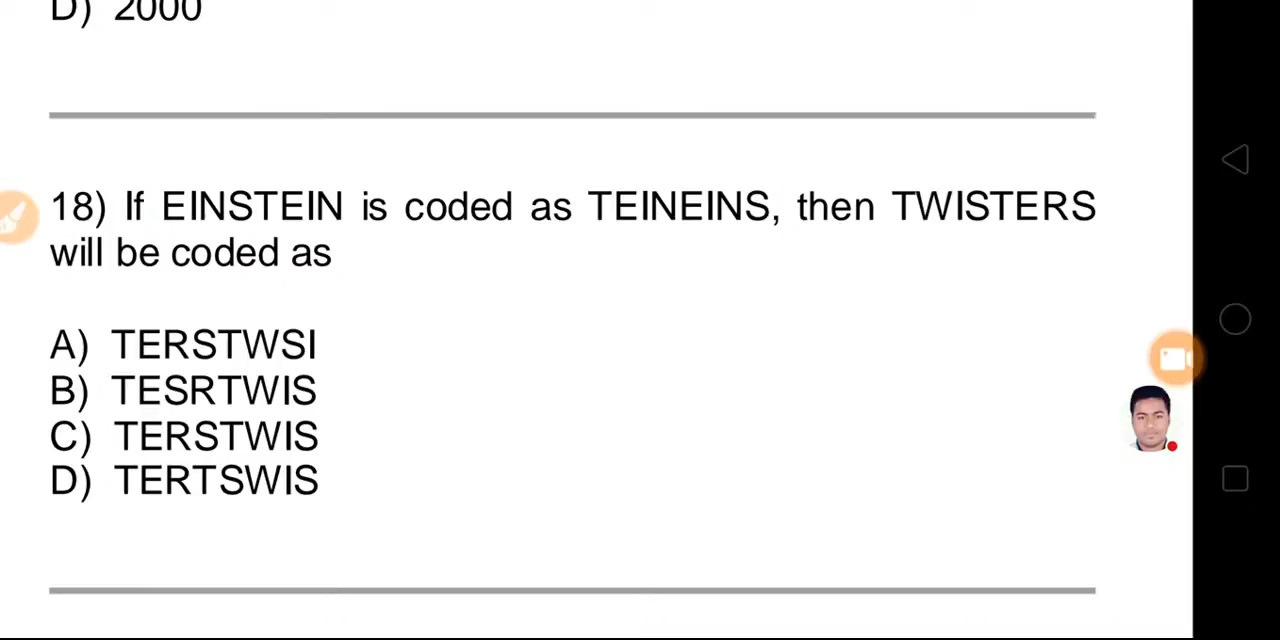 D) 2000
18) If EINSTEIN is coded as TEINEINS, then TWISTERS
will be coded as
A) TERSTWSI
B) TESRTWIS
C) TERSTWIS
D) TERTSWIS